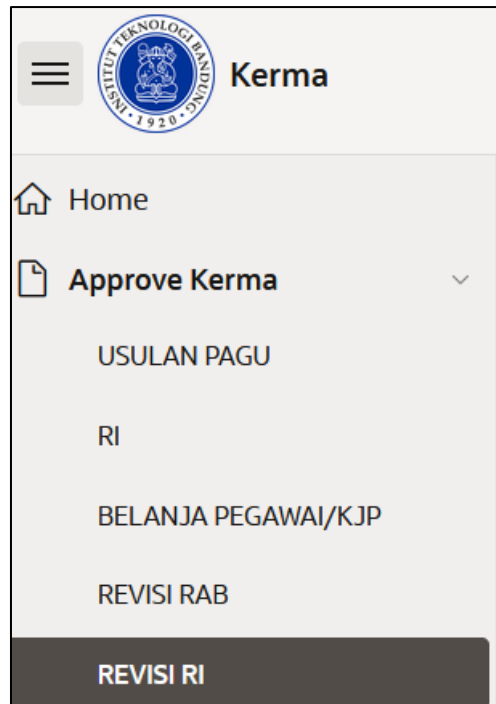 INSTITUT TEKNOLOGI BANDUNG
· 1920 ·
Kerma
Home
Approve Kerma
USULAN PAGU
RI
BELANJA PEGAWAI/KJP
REVISI RAB
REVISI RI